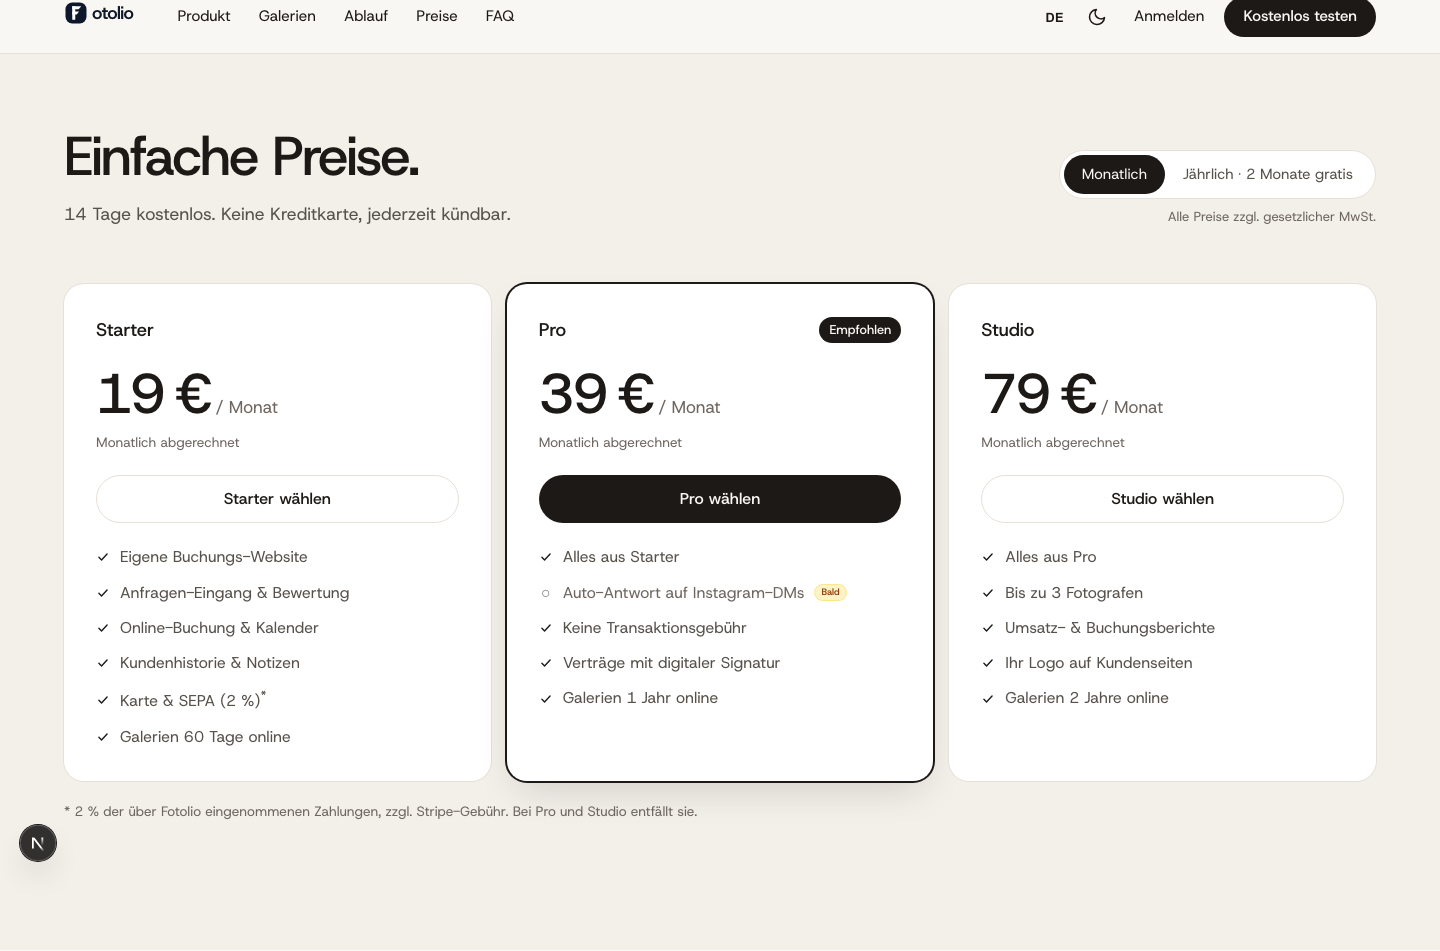 F otolio Produkt Galerien Ablauf Preise FAQ DE Anmelden Kostenlos testen
Einfache Preise.
14 Tage kostenlos. Keine Kreditkarte, jederzeit kündbar.
Monatlich Jährlich · 2 Monate gratis
Alle Preise zzgl. gesetzlicher MwSt.
Starter
19 € / Monat
Monatlich abgerechnet
Starter wählen
Eigene Buchungs-Website
Anfragen-Eingang & Bewertung
Online-Buchung & Kalender
Kundenhistorie & Notizen
Karte & SEPA (2 %)*
Galerien 60 Tage online
Pro Empfohlen
39 € / Monat
Monatlich abgerechnet
Pro wählen
Alles aus Starter
Auto-Antwort auf Instagram-DMs Bald
Keine Transaktionsgebühr
Verträge mit digitaler Signatur
Galerien 1 Jahr online
Studio
79 € / Monat
Monatlich abgerechnet
Studio wählen
Alles aus Pro
Bis zu 3 Fotografen
Umsatz- & Buchungsberichte
Ihr Logo auf Kundenseiten
Galerien 2 Jahre online
* 2 % der über Fotolio eingenommenen Zahlungen, zzgl. Stripe-Gebühr. Bei Pro und Studio entfällt sie.
N